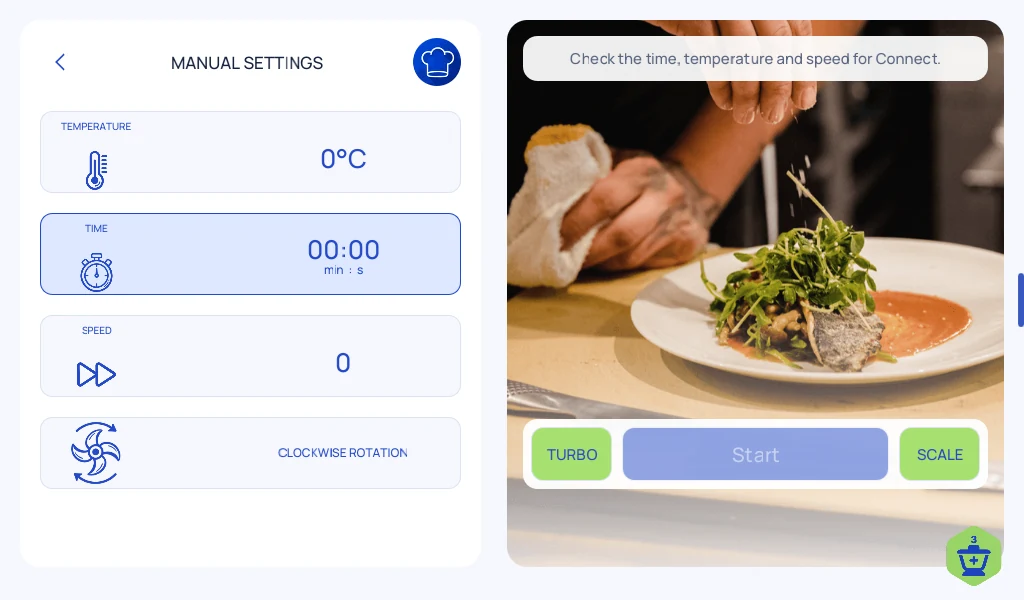 MANUAL SETTINGS
TEMPERATURE
0°C
TIME
00:00
min : s
SPEED
0
CLOCKWISE ROTATION
Check the time, temperature and speed for Connect.
TURBO
Start
SCALE
3